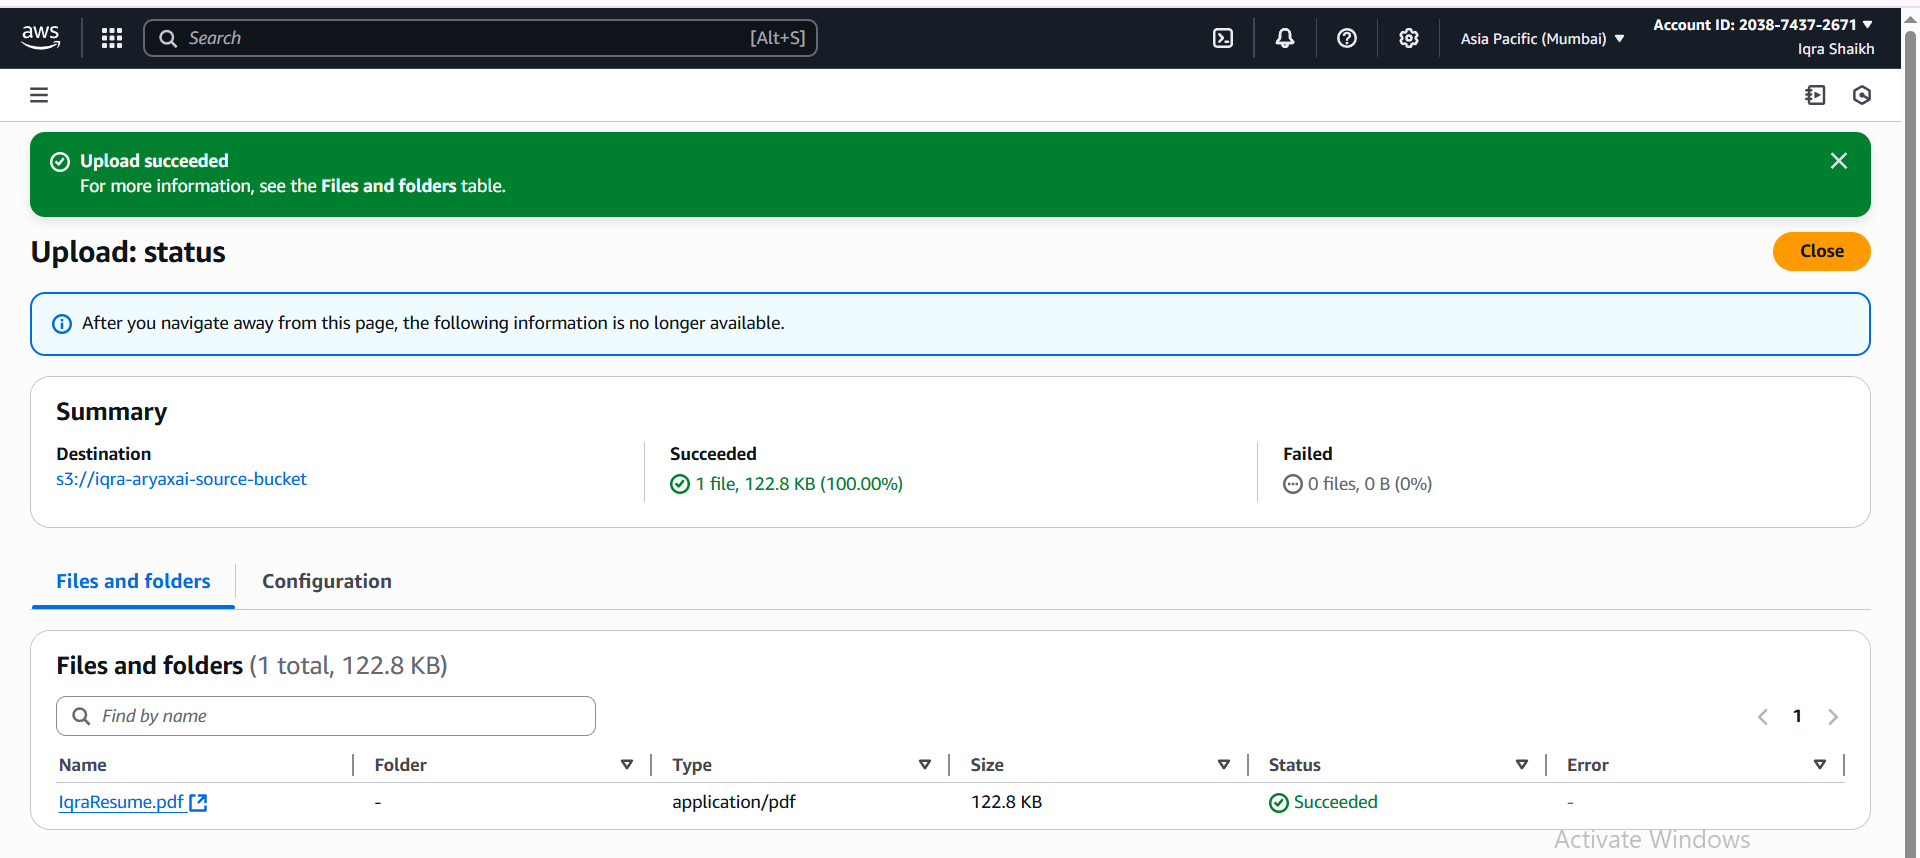 aws
Search [Alt+S]
Asia Pacific (Mumbai)
Account ID: 2038-7437-2671
Iqra Shaikh
Upload succeeded
For more information, see the Files and folders table.
Upload: status
Close
After you navigate away from this page, the following information is no longer available.
Summary
Destination
s3://iqra-aryaxai-source-bucket
Succeeded
1 file, 122.8 KB (100.00%)
Failed
0 files, 0 B (0%)
Files and folders
Configuration
Files and folders (1 total, 122.8 KB)
Find by name
1
Name Folder Type Size Status Error
IqraResume.pdf - application/pdf 122.8 KB Succeeded -
Activate Windows